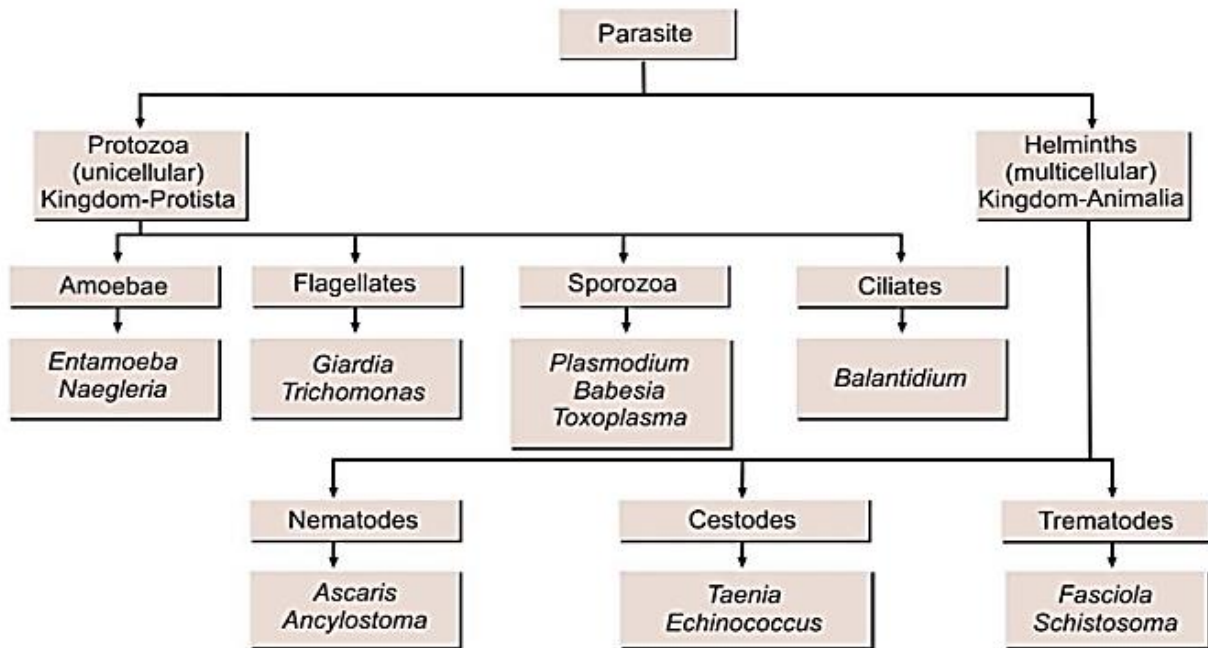 Parasite
Protozoa
(unicellular)
Kingdom-Protista
Helminths
(multicellular)
Kingdom-Animalia
Amoebae
Flagellates
Sporozoa
Ciliates
Entamoeba
Naegleria
Giardia
Trichomonas
Plasmodium
Babesia
Toxoplasma
Balantidium
Nematodes
Cestodes
Trematodes
Ascaris
Ancylostoma
Taenia
Echinococcus
Fasciola
Schistosoma